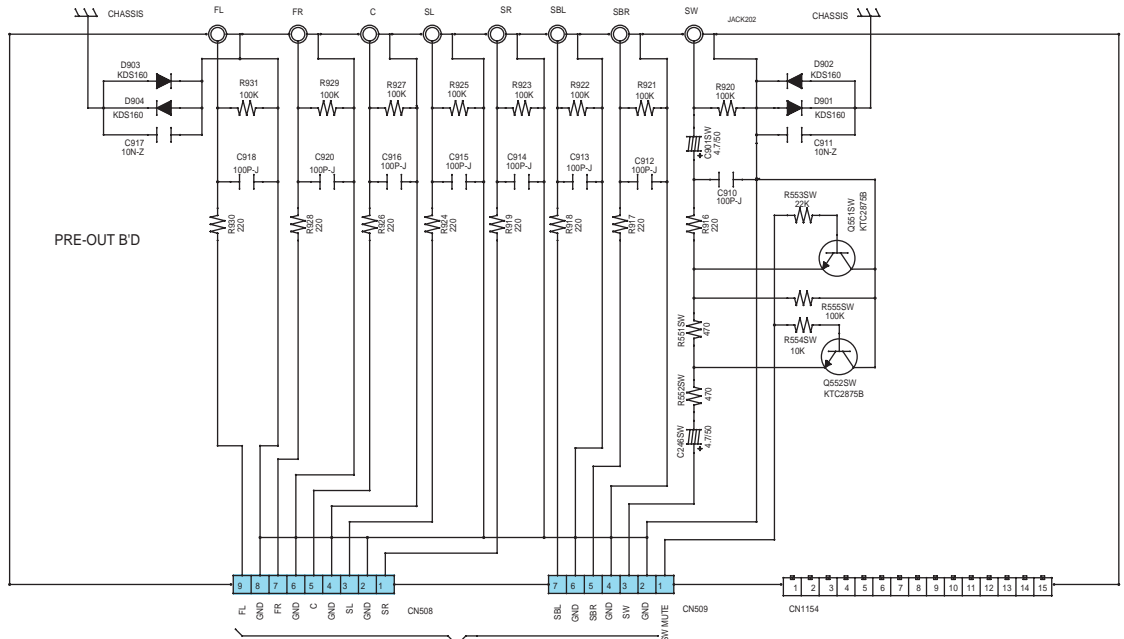 CHASSIS FL FR C SL SR SBL SBR SW JACK202 CHASSIS
D903
KDS160
D904
KDS160
C917
10N-Z
R931
100K
R929
100K
R927
100K
R925
100K
R923
100K
R922
100K
R921
100K
R920
100K
D902
KDS160
D901
KDS160
C911
10N-Z
C901SW
4.7/50
+
C918
100P-J
C920
100P-J
C916
100P-J
C915
100P-J
C914
100P-J
C913
100P-J
C912
100P-J
C910
100P-J
R930
220
R928
220
R926
220
R924
220
R919
220
R918
220
R917
220
R916
220
R553SW
22K
Q551SW
KTC2875B
PRE-OUT B'D
R555SW
100K
R551SW
470
R554SW
10K
Q552SW
KTC2875B
R552SW
470
C246SW
4.7/50
+
9 8 7 6 5 4 3 2 1
FL GND FR GND C GND SL GND SR
CN508
7 6 5 4 3 2 1
SBL GND SBR GND SW GND SW MUTE
CN509
1 2 3 4 5 6 7 8 9 10 11 12 13 14 15
CN1154